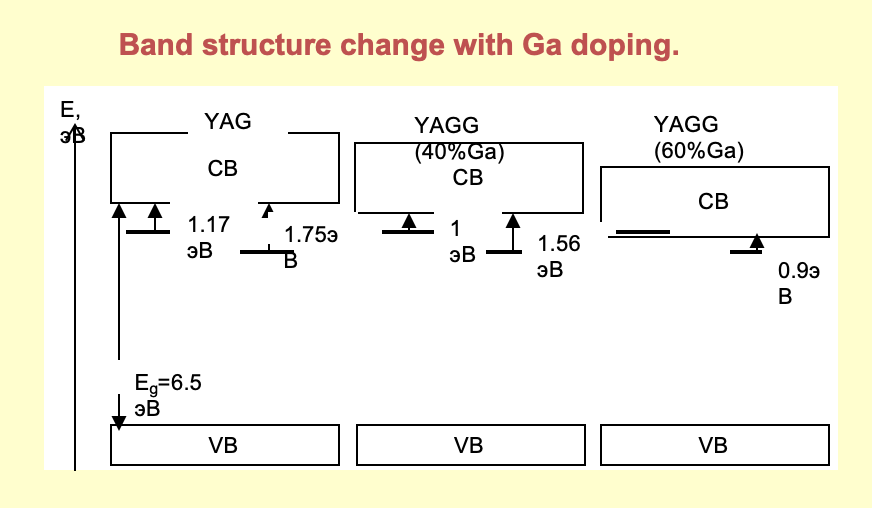 Band structure change with Ga doping.
E,
эВ
YAG
CB
1.17
эВ
1.75э
В
Eg=6.5
эВ
VB
YAGG
(40%Ga)
CB
1
эВ
1.56
эВ
VB
YAGG
(60%Ga)
CB
0.9э
В
VB